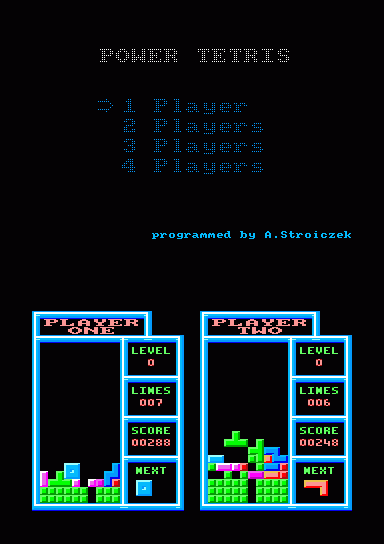 POWER TETRIS
⊃1 Player
2 Players
3 Players
4 Players
programmed by A.Stroiczek
PLAYER
ONE
LEVEL
0
LINES
007
SCORE
00288
NEXT
PLAYER
TWO
LEVEL
0
LINES
006
SCORE
00248
NEXT